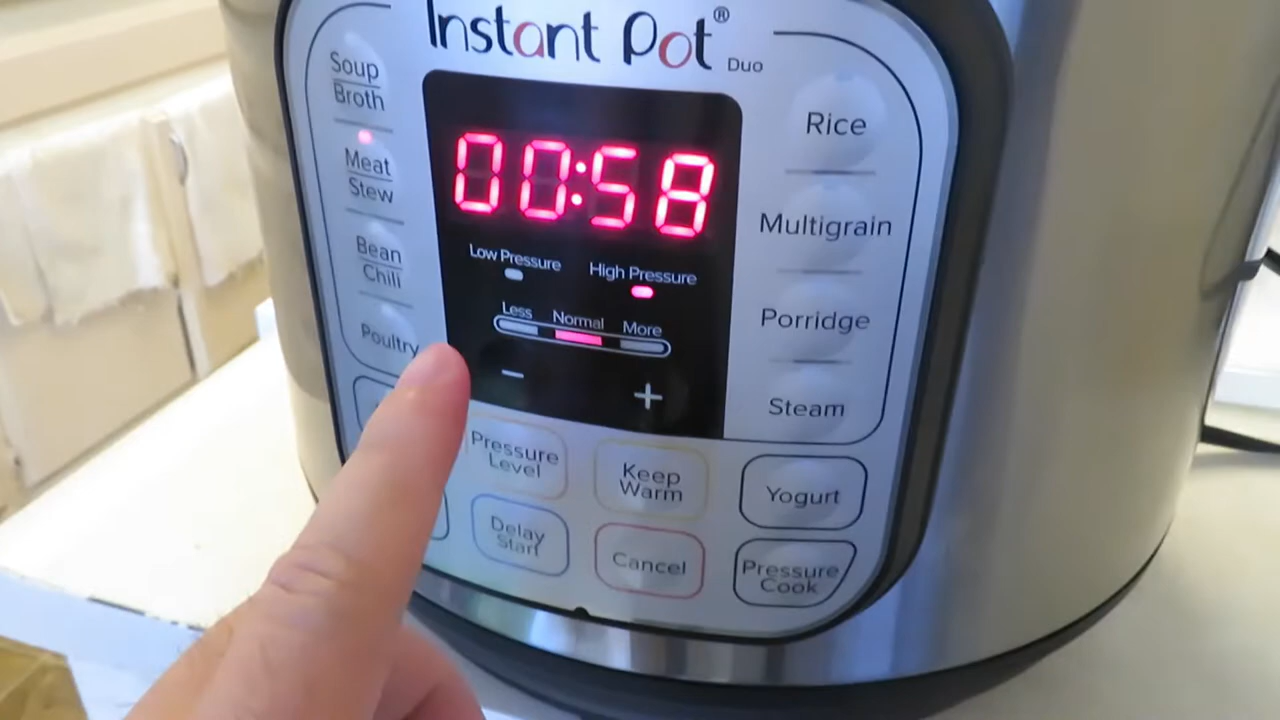 Instant Pot®
Duo
Soup
Broth
Meat
Stew
Bean
Chili
Poultry
00:58
Low Pressure
High Pressure
Less
Normal
More
−
+
Rice
Multigrain
Porridge
Steam
Pressure
Level
Keep
Warm
Yogurt
Delay
Start
Cancel
Pressure
Cook